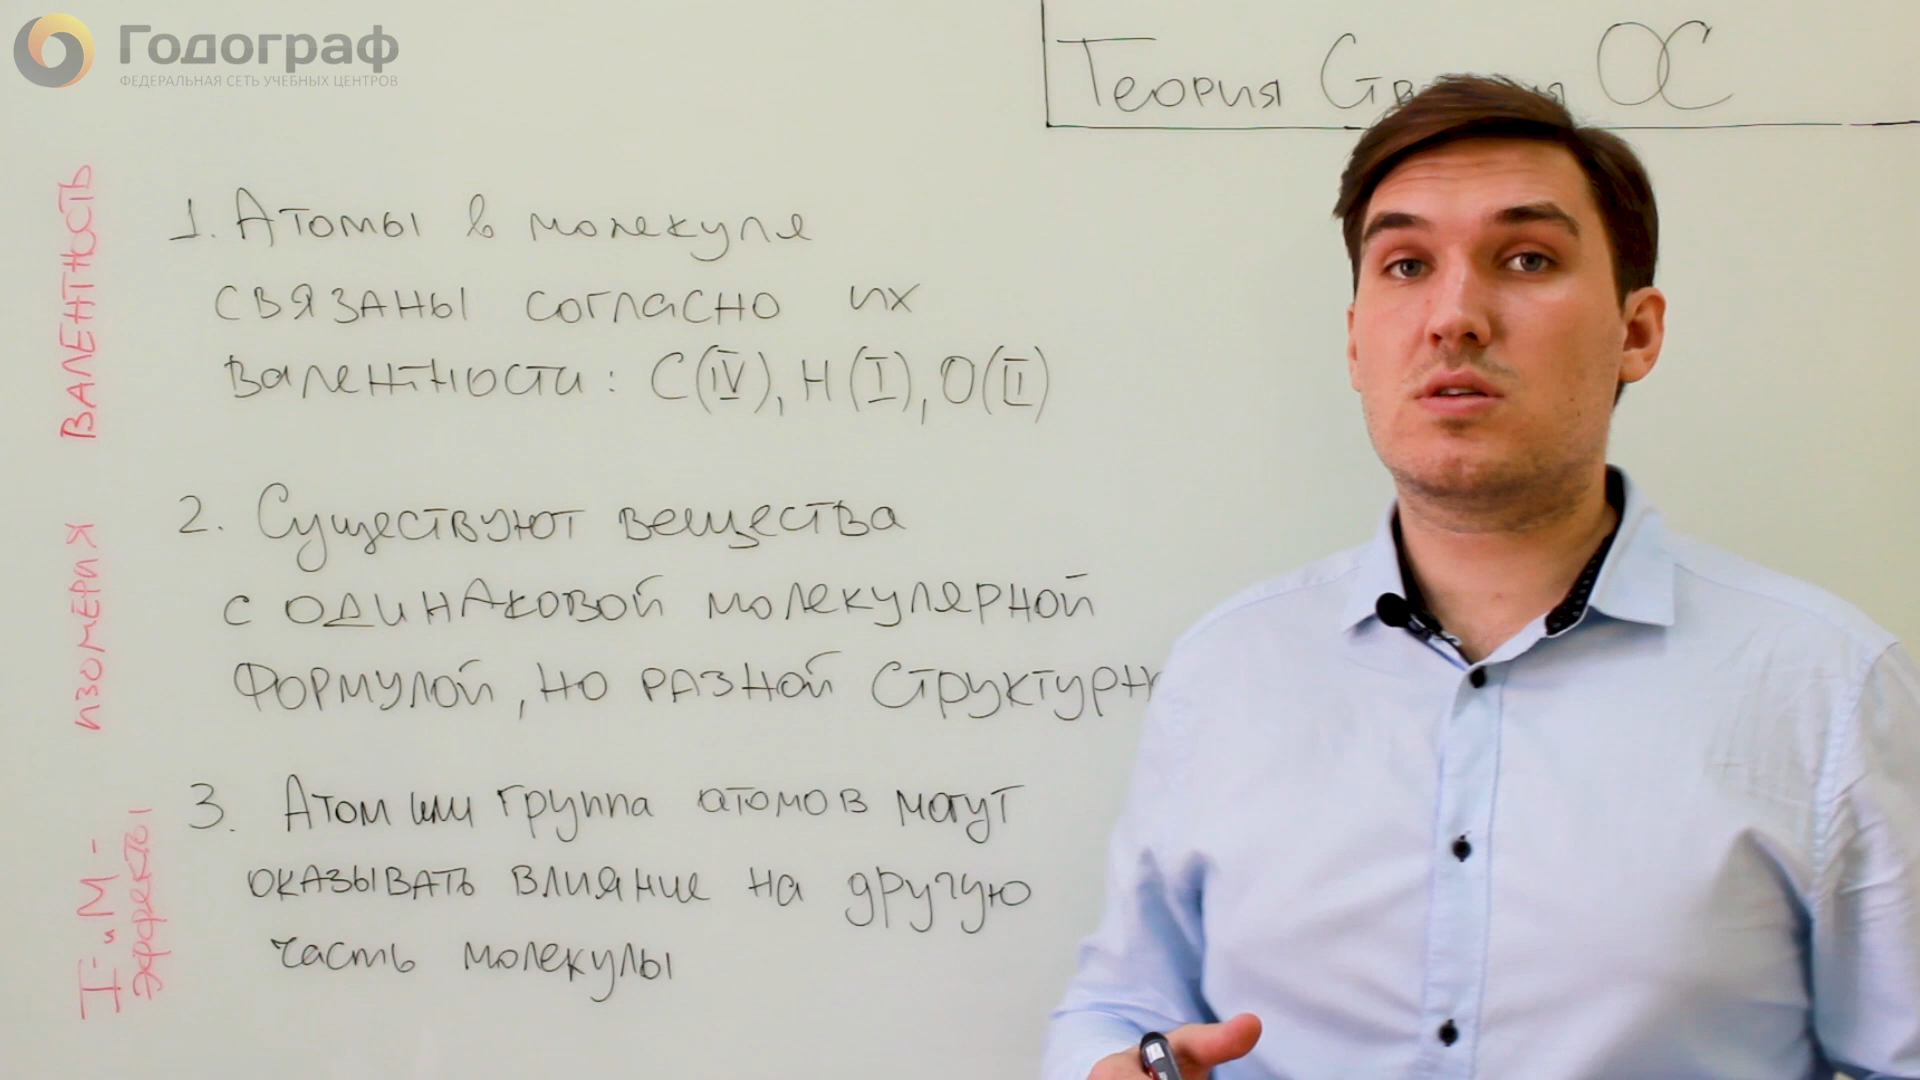 Годограф
ФЕДЕРАЛЬНАЯ СЕТЬ УЧЕБНЫХ ЦЕНТРОВ
Теория ОС
ВАЛЕНТНОСТЬ
1. Атомы в молекуле
связаны согласно их
валентности: C(IV), H(I), O(II)
ИЗОМЕРИЯ
2. Существуют вещества
с одинаковой молекулярной
формулой, но разной
I- и M-
ЭФФЕКТЫ
3. Атом или группа атомов могут
оказывать влияние на другую
часть молекулы